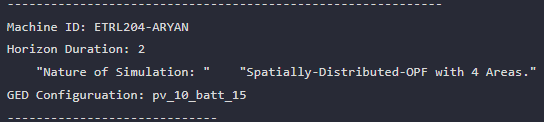 ------------------------------------------------------------
Machine ID: ETRL204-ARYAN
Horizon Duration: 2
    "Nature of Simulation: "    "Spatially-Distributed-OPF with 4 Areas."
GED Configuruation: pv_10_batt_15
-----------------------------